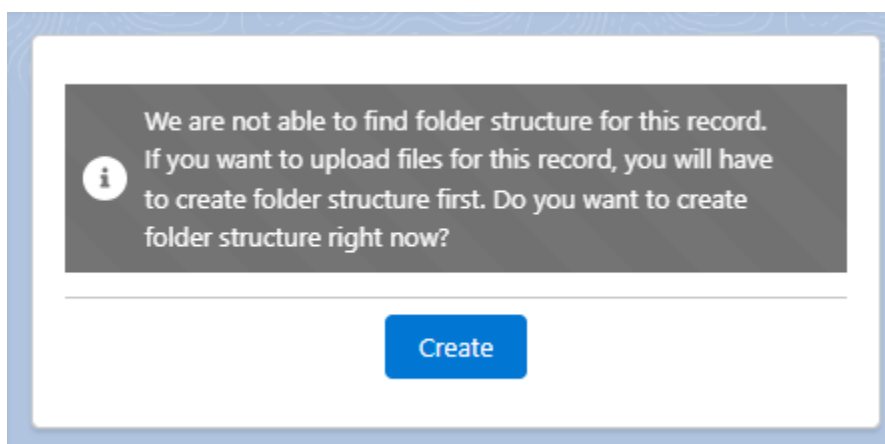 We are not able to find folder structure for this record.
If you want to upload files for this record, you will have
to create folder structure first. Do you want to create
folder structure right now?
Create